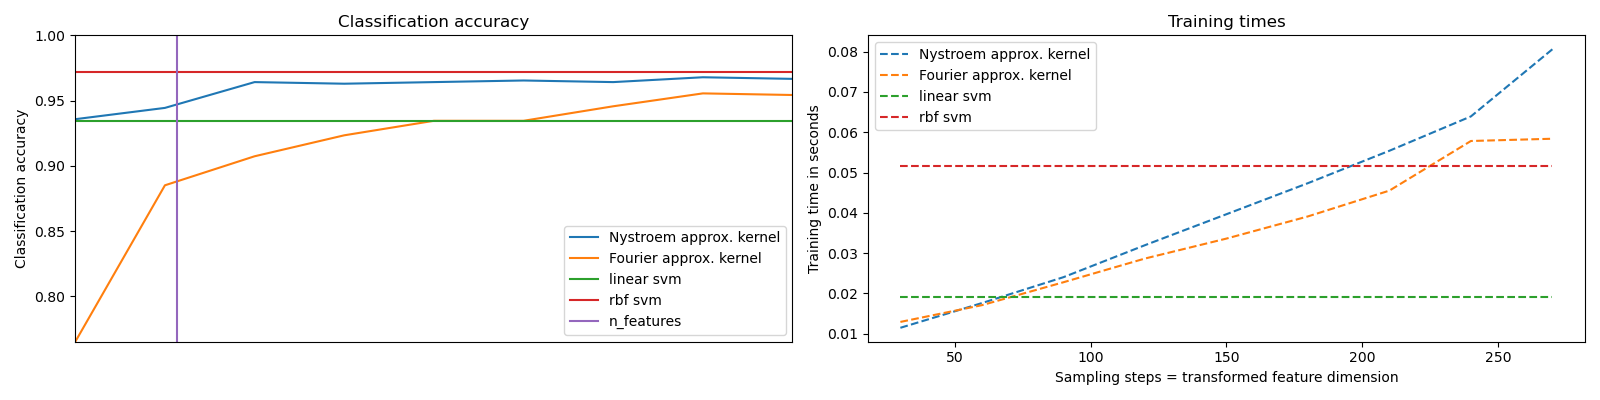 Classification accuracy
Classification accuracy
1.00
0.95
0.90
0.85
0.80
Nystroem approx. kernel
Fourier approx. kernel
linear svm
rbf svm
n_features
Training times
Training time in seconds
0.08
0.07
0.06
0.05
0.04
0.03
0.02
0.01
Nystroem approx. kernel
Fourier approx. kernel
linear svm
rbf svm
50
100
150
200
250
Sampling steps = transformed feature dimension